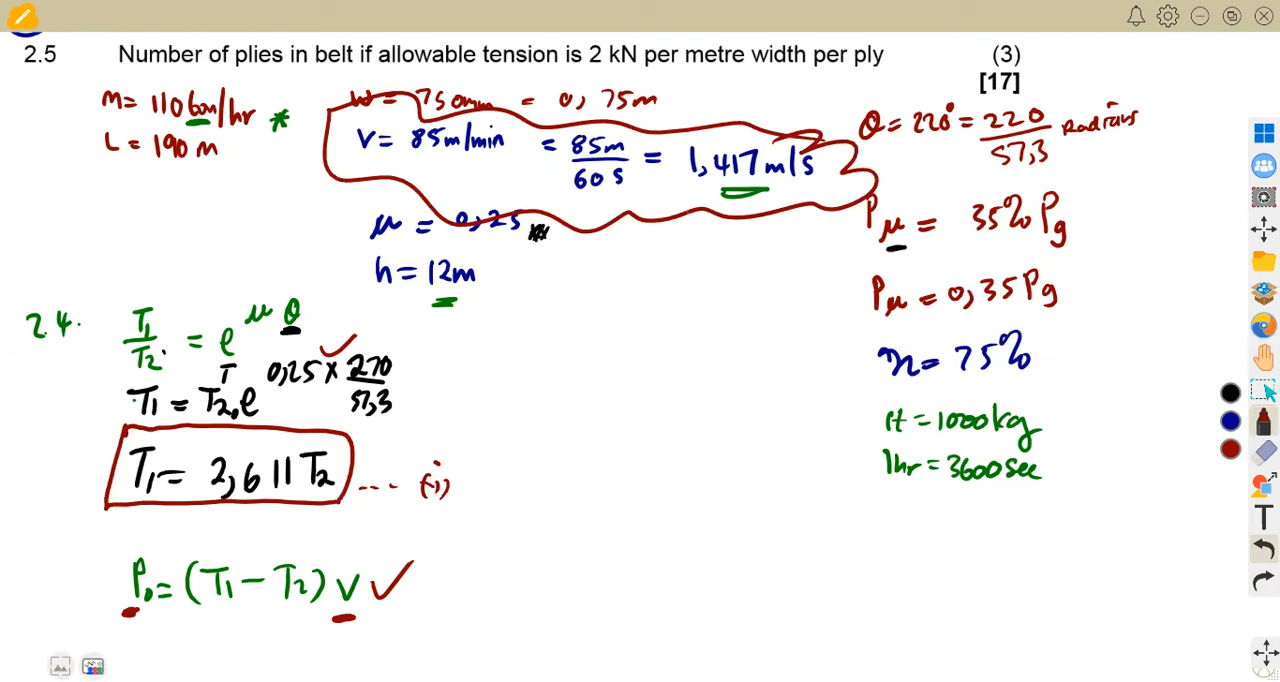 2.5 Number of plies in belt if allowable tension is 2 kN per metre width per ply (3)
[17]
M = 110 ton/hr *
L = 190 m
W = 750mm = 0,75m
V = 85m/min = 85m/60s = 1,417 m/s
μ = 0,25
h = 12m
θ = 220° = 220/57,3 Radians
Pμ = 35% Pg
Pμ = 0,35 Pg
η = 75%
1t = 1000kg
1hr = 3600sec
2.4. T1/T2 = e^μθ
T1 = T2.e^0,25 × 220/57,3
T1 = 2,611 T2 ... (i)
P0 = (T1 − T2) v ✓